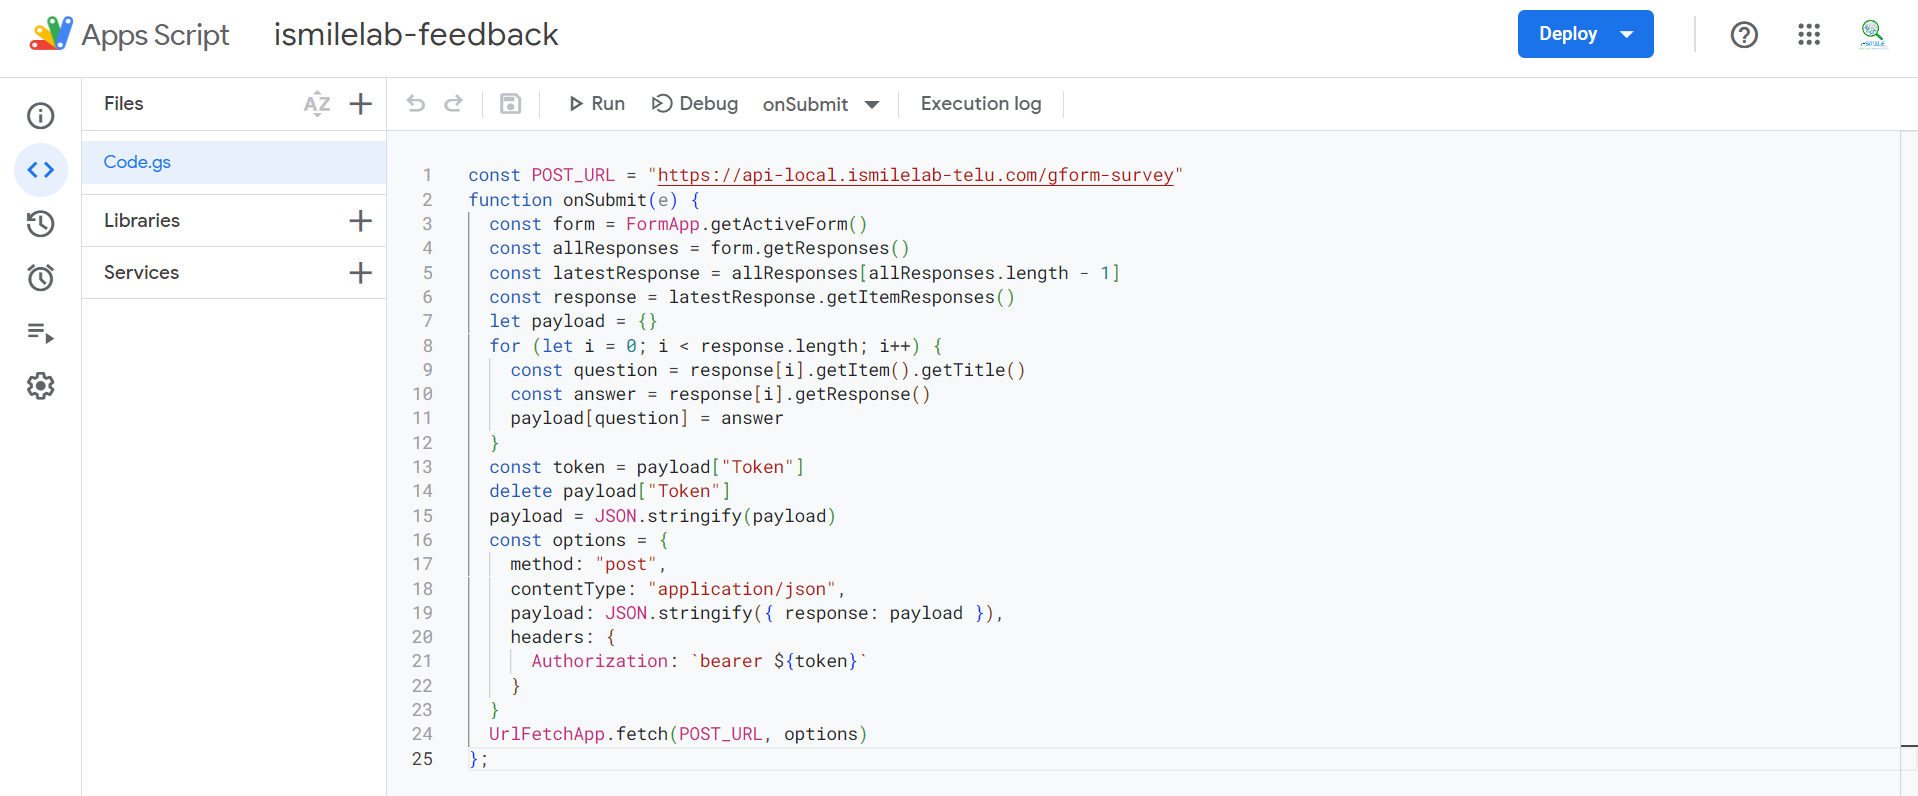 Apps Script ismilelab-feedback Deploy
Files AZ Run Debug onSubmit Execution log
Code.gs
Libraries
Services
1 const POST_URL = "https://api-local.ismilelab-telu.com/gform-survey"
2 function onSubmit(e) {
3 const form = FormApp.getActiveForm()
4 const allResponses = form.getResponses()
5 const latestResponse = allResponses[allResponses.length - 1]
6 const response = latestResponse.getItemResponses()
7 let payload = {}
8 for (let i = 0; i < response.length; i++) {
9 const question = response[i].getItem().getTitle()
10 const answer = response[i].getResponse()
11 payload[question] = answer
12 }
13 const token = payload["Token"]
14 delete payload["Token"]
15 payload = JSON.stringify(payload)
16 const options = {
17 method: "post",
18 contentType: "application/json",
19 payload: JSON.stringify({ response: payload }),
20 headers: {
21 Authorization: `bearer ${token}`
22 }
23 }
24 UrlFetchApp.fetch(POST_URL, options)
25 };